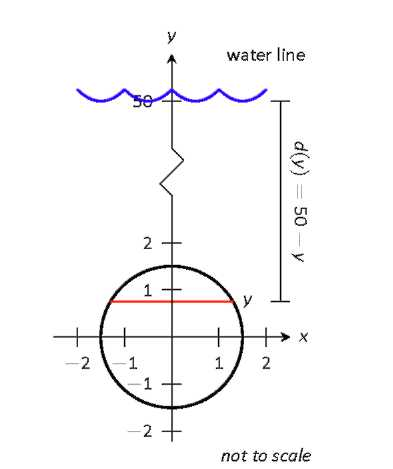 y
water line
50
d(y) = 50 − y
2
1
y
x
−2
−1
1
2
−1
−2
not to scale